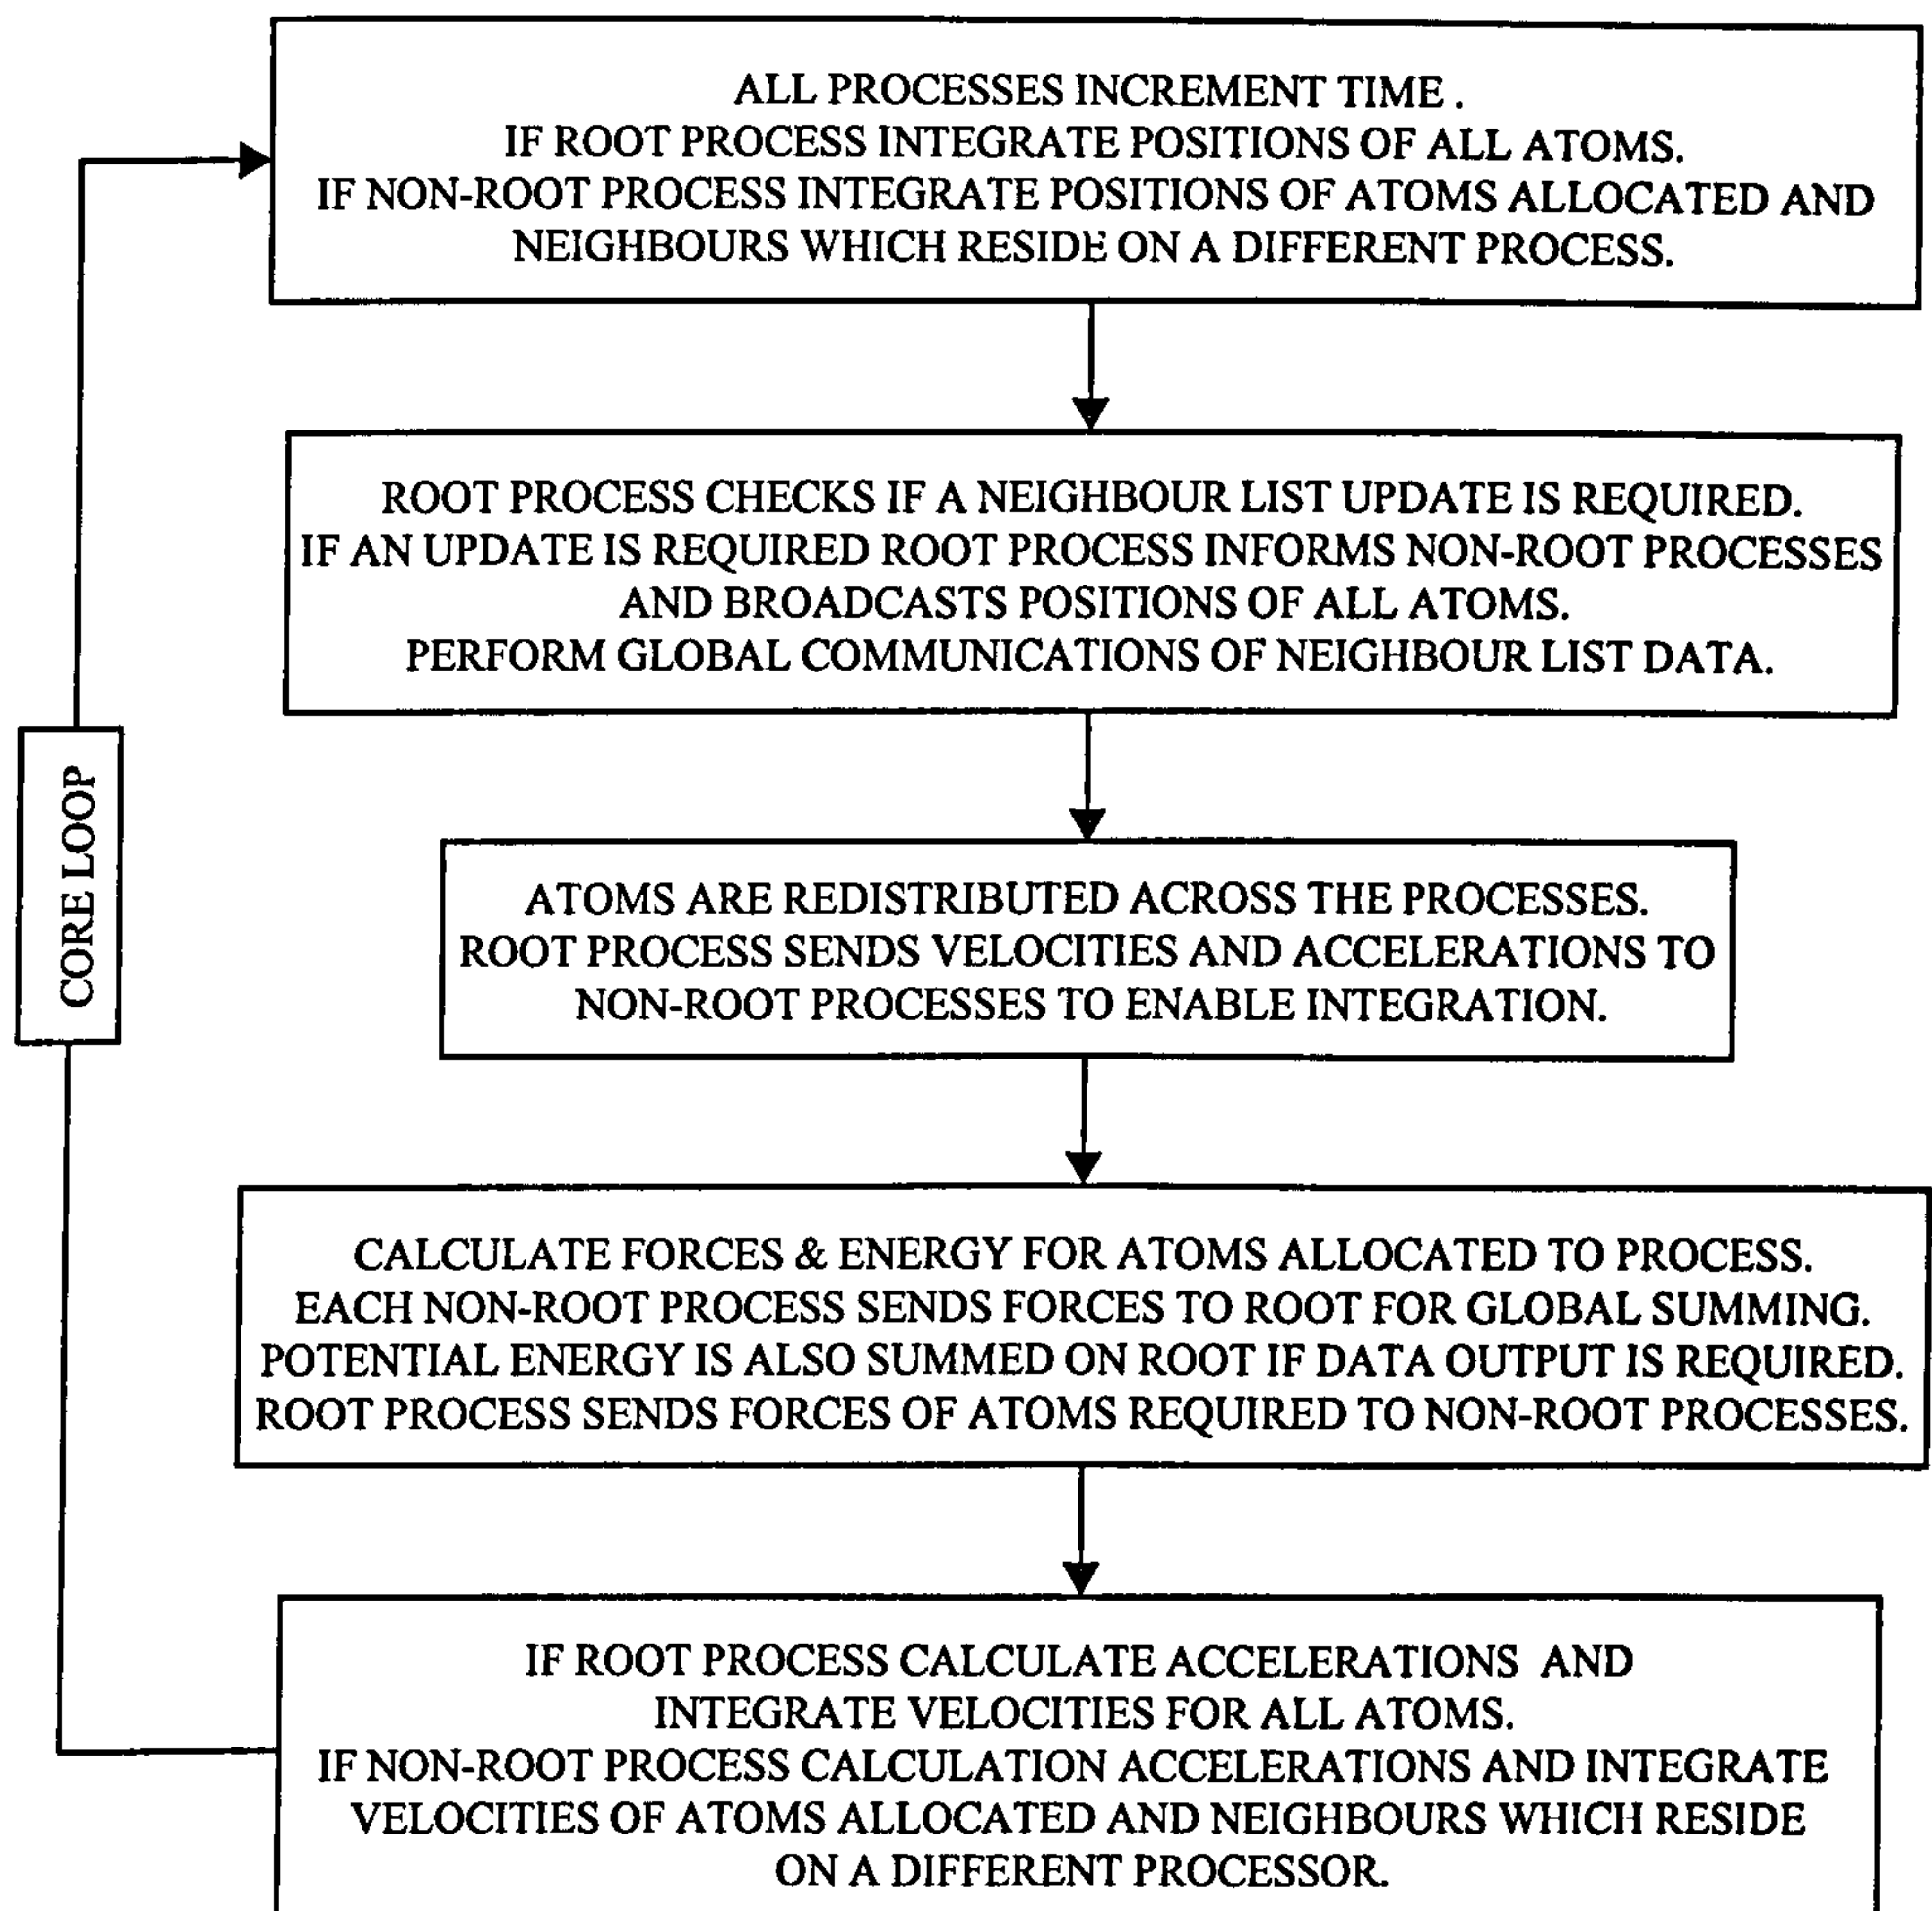 ALL PROCESSES INCREMENT TIME .
IF ROOT PROCESS INTEGRATE POSITIONS OF ALL ATOMS.
IF NON-ROOT PROCESS INTEGRATE POSITIONS OF ATOMS ALLOCATED AND
NEIGHBOURS WHICH RESIDE ON A DIFFERENT PROCESS.
ROOT PROCESS CHECKS IF A NEIGHBOUR LIST UPDATE IS REQUIRED.
IF AN UPDATE IS REQUIRED ROOT PROCESS INFORMS NON-ROOT PROCESSES
AND BROADCASTS POSITIONS OF ALL ATOMS.
PERFORM GLOBAL COMMUNICATIONS OF NEIGHBOUR LIST DATA.
CORE LOOP
ATOMS ARE REDISTRIBUTED ACROSS THE PROCESSES.
ROOT PROCESS SENDS VELOCITIES AND ACCELERATIONS TO
NON-ROOT PROCESSES TO ENABLE INTEGRATION.
CALCULATE FORCES & ENERGY FOR ATOMS ALLOCATED TO PROCESS.
EACH NON-ROOT PROCESS SENDS FORCES TO ROOT FOR GLOBAL SUMMING.
POTENTIAL ENERGY IS ALSO SUMMED ON ROOT IF DATA OUTPUT IS REQUIRED.
ROOT PROCESS SENDS FORCES OF ATOMS REQUIRED TO NON-ROOT PROCESSES.
IF ROOT PROCESS CALCULATE ACCELERATIONS AND
INTEGRATE VELOCITIES FOR ALL ATOMS.
IF NON-ROOT PROCESS CALCULATION ACCELERATIONS AND INTEGRATE
VELOCITIES OF ATOMS ALLOCATED AND NEIGHBOURS WHICH RESIDE
ON A DIFFERENT PROCESSOR.